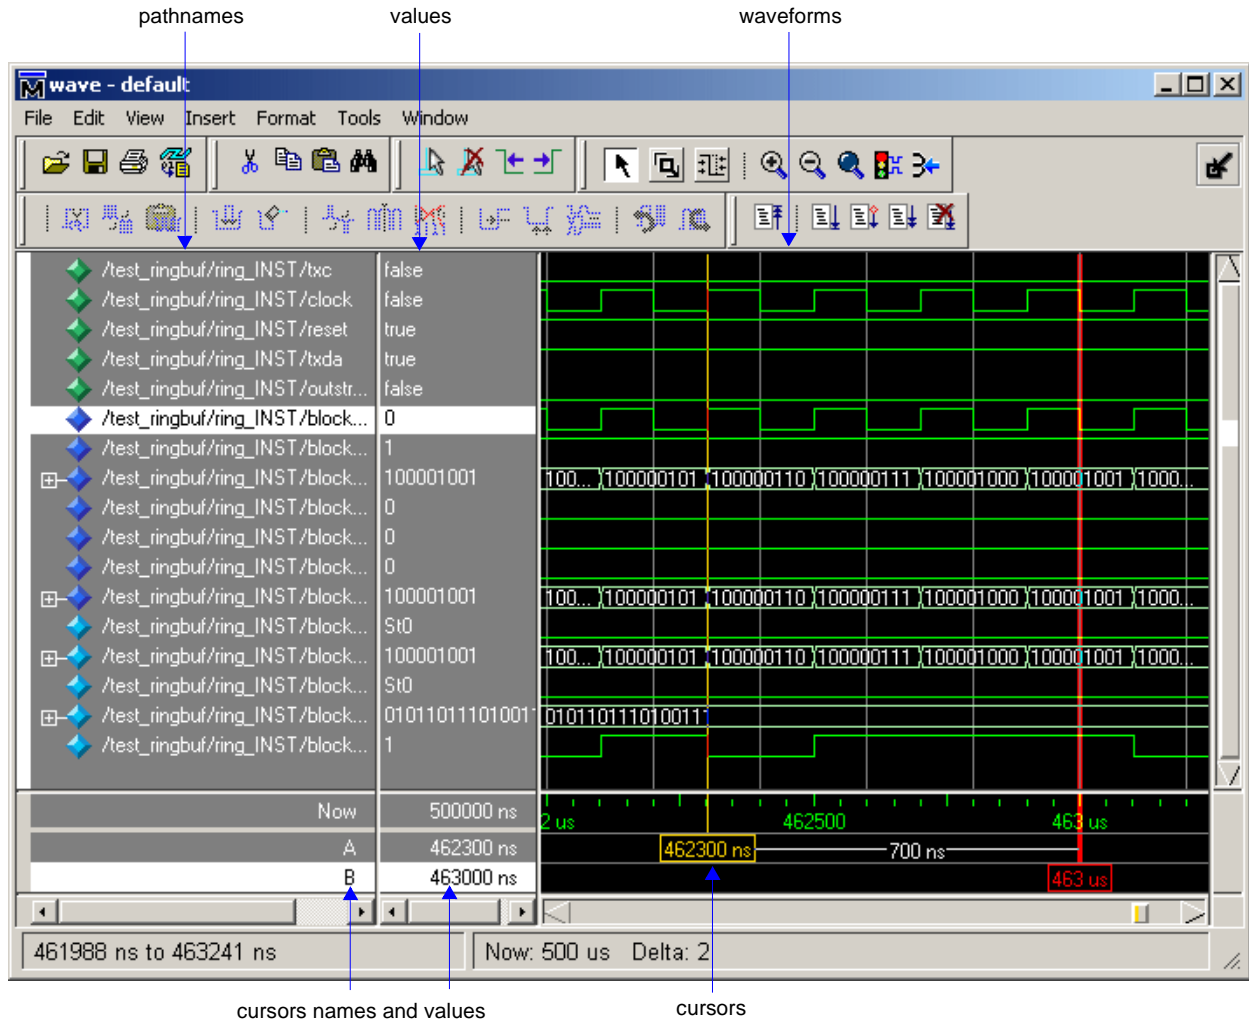 pathnames values waveforms
wave - default
File Edit View Insert Format Tools Window
/test_ringbuf/ring_INST/txc false
/test_ringbuf/ring_INST/clock false
/test_ringbuf/ring_INST/reset true
/test_ringbuf/ring_INST/txda true
/test_ringbuf/ring_INST/outstr... false
/test_ringbuf/ring_INST/block... 0
/test_ringbuf/ring_INST/block... 1
/test_ringbuf/ring_INST/block... 100001001 100... 100000101 100000110 100000111 100001000 100001001 1000...
/test_ringbuf/ring_INST/block... 0
/test_ringbuf/ring_INST/block... 0
/test_ringbuf/ring_INST/block... 0
/test_ringbuf/ring_INST/block... 100001001 100... 100000101 100000110 100000111 100001000 100001001 1000...
/test_ringbuf/ring_INST/block... St0
/test_ringbuf/ring_INST/block... 100001001 100... 100000101 100000110 100000111 100001000 100001001 1000...
/test_ringbuf/ring_INST/block... St0
/test_ringbuf/ring_INST/block... 010110111010011 010110111010011
/test_ringbuf/ring_INST/block... 1
Now 500000 ns 2 us 462500 463 us
A 462300 ns 462300 ns 700 ns
B 463000 ns 463 us
461988 ns to 463241 ns Now: 500 us Delta: 2
cursors names and values cursors